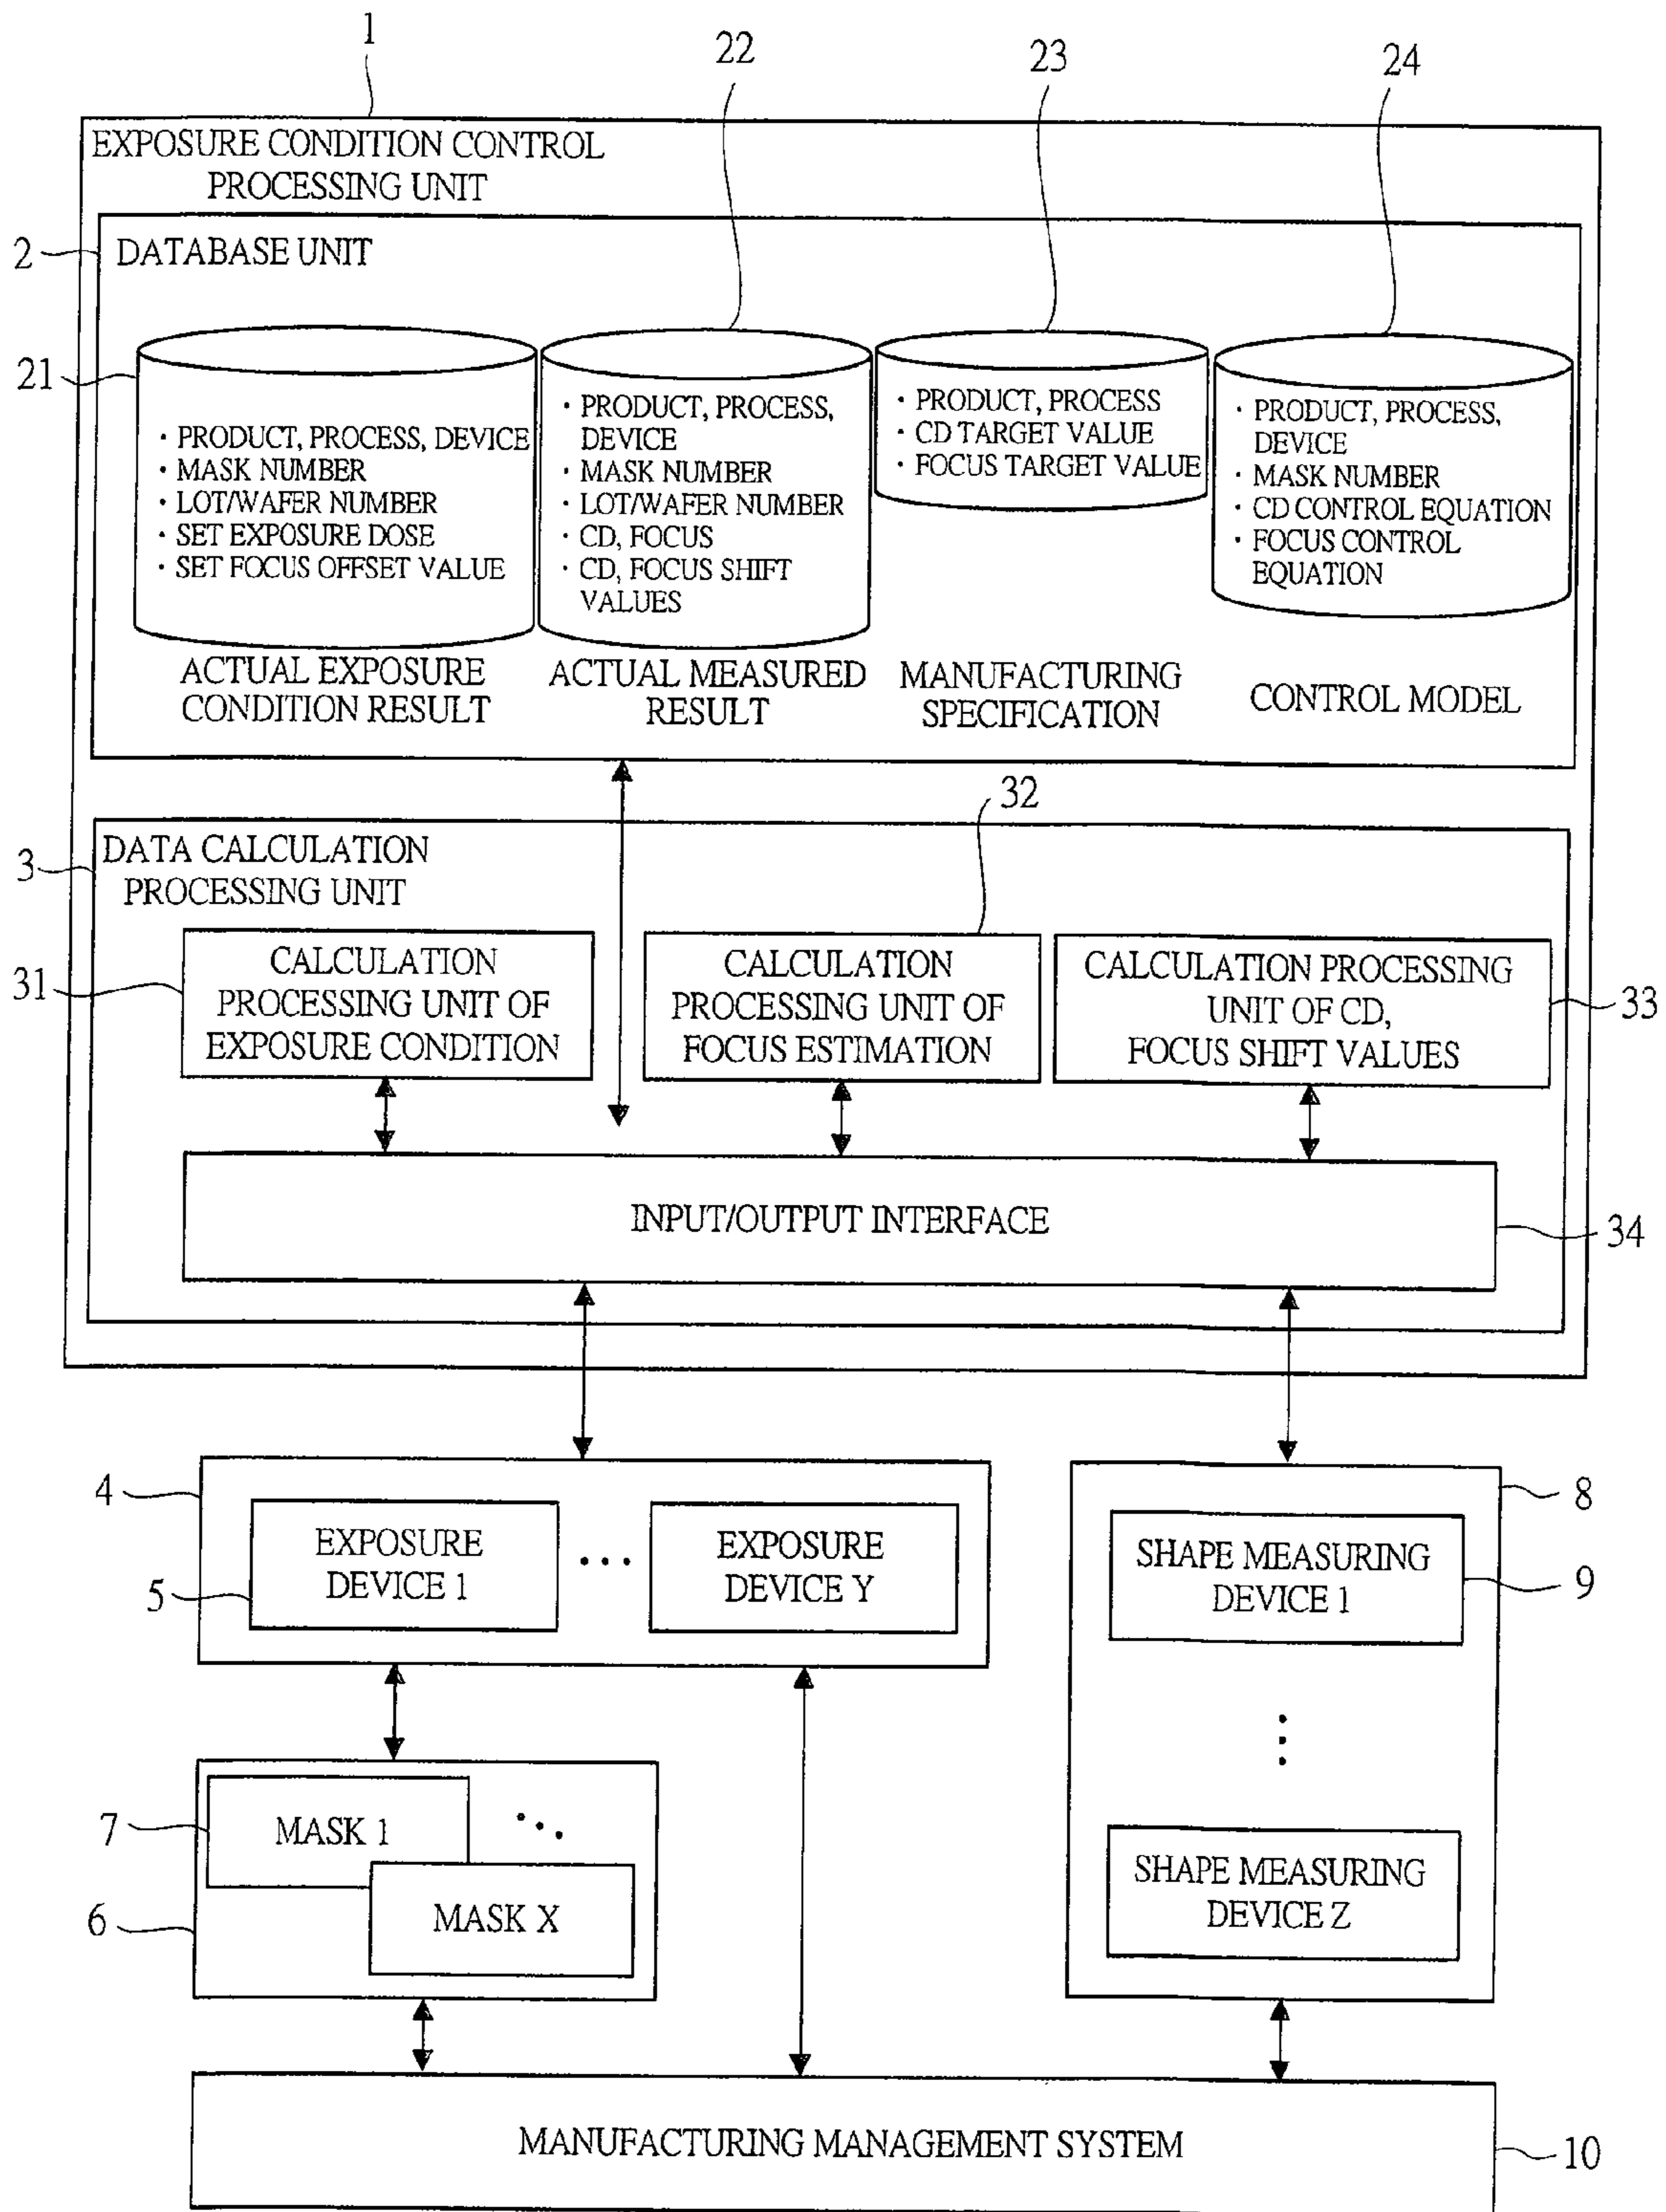 1
22
23
24
EXPOSURE CONDITION CONTROL
PROCESSING UNIT
2
DATABASE UNIT
21
· PRODUCT, PROCESS, DEVICE
· MASK NUMBER
· LOT/WAFER NUMBER
· SET EXPOSURE DOSE
· SET FOCUS OFFSET VALUE
ACTUAL EXPOSURE
CONDITION RESULT
· PRODUCT, PROCESS,
DEVICE
· MASK NUMBER
· LOT/WAFER NUMBER
· CD, FOCUS
· CD, FOCUS SHIFT
VALUES
ACTUAL MEASURED
RESULT
· PRODUCT, PROCESS
· CD TARGET VALUE
· FOCUS TARGET VALUE
MANUFACTURING
SPECIFICATION
· PRODUCT, PROCESS,
DEVICE
· MASK NUMBER
· CD CONTROL EQUATION
· FOCUS CONTROL
EQUATION
CONTROL MODEL
32
3
DATA CALCULATION
PROCESSING UNIT
31
CALCULATION
PROCESSING UNIT OF
EXPOSURE CONDITION
CALCULATION
PROCESSING UNIT OF
FOCUS ESTIMATION
CALCULATION PROCESSING
UNIT OF CD,
FOCUS SHIFT VALUES
33
INPUT/OUTPUT INTERFACE
34
4
5
EXPOSURE
DEVICE 1
...
EXPOSURE
DEVICE Y
8
SHAPE MEASURING
DEVICE 1
9
SHAPE MEASURING
DEVICE Z
7
MASK 1
6
MASK X
MANUFACTURING MANAGEMENT SYSTEM
10